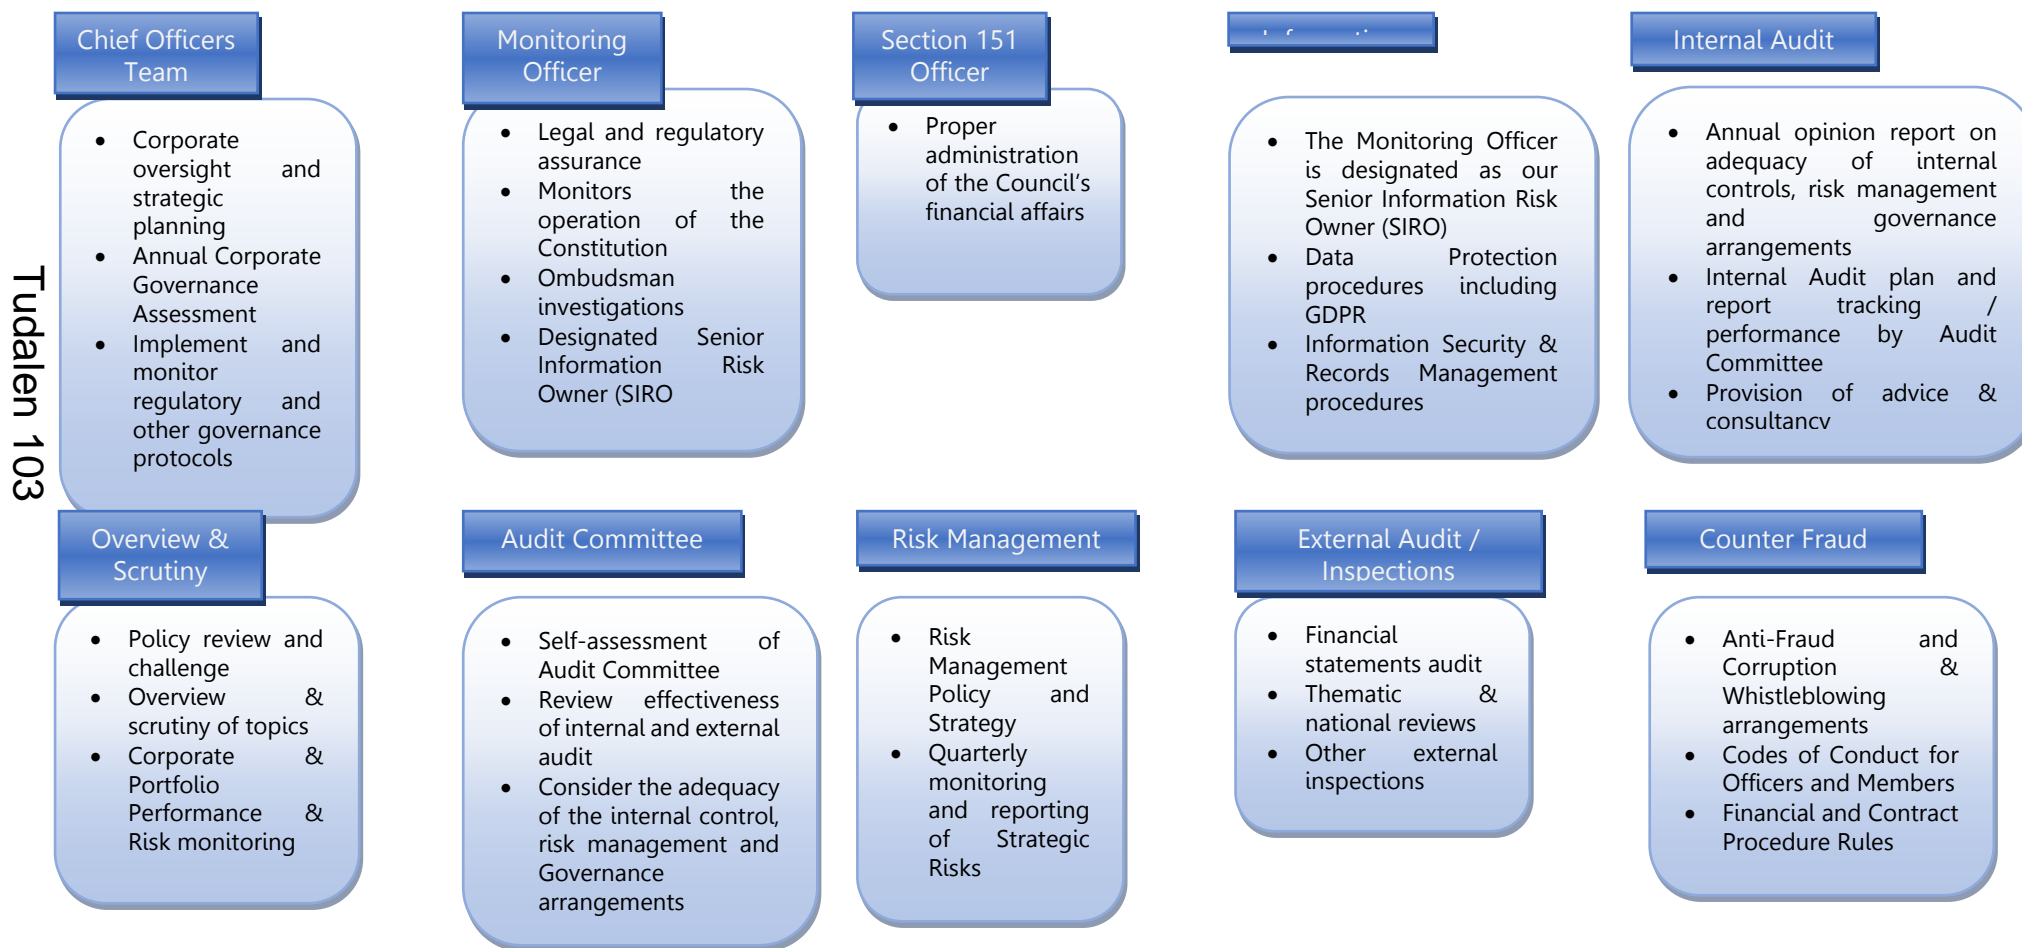 Tudalen 103
Chief Officers
Team
• Corporate
oversight and
strategic
planning
• Annual Corporate
Governance
Assessment
• Implement and
monitor
regulatory and
other governance
protocols
Monitoring
Officer
• Legal and regulatory
assurance
• Monitors the
operation of the
Constitution
• Ombudsman
investigations
• Designated Senior
Information Risk
Owner (SIRO
Section 151
Officer
• Proper
administration
of the Council’s
financial affairs
• The Monitoring Officer
is designated as our
Senior Information Risk
Owner (SIRO)
• Data Protection
procedures including
GDPR
• Information Security &
Records Management
procedures
Internal Audit
• Annual opinion report on
adequacy of internal
controls, risk management
and governance
arrangements
• Internal Audit plan and
report tracking /
performance by Audit
Committee
• Provision of advice &
consultancy
Overview &
Scrutiny
• Policy review and
challenge
• Overview &
scrutiny of topics
• Corporate &
Portfolio
Performance &
Risk monitoring
Audit Committee
• Self-assessment of
Audit Committee
• Review effectiveness
of internal and external
audit
• Consider the adequacy
of the internal control,
risk management and
Governance
arrangements
Risk Management
• Risk
Management
Policy and
Strategy
• Quarterly
monitoring
and reporting
of Strategic
Risks
External Audit /
Inspections
• Financial
statements audit
• Thematic &
national reviews
• Other external
inspections
Counter Fraud
• Anti-Fraud and
Corruption &
Whistleblowing
arrangements
• Codes of Conduct for
Officers and Members
• Financial and Contract
Procedure Rules